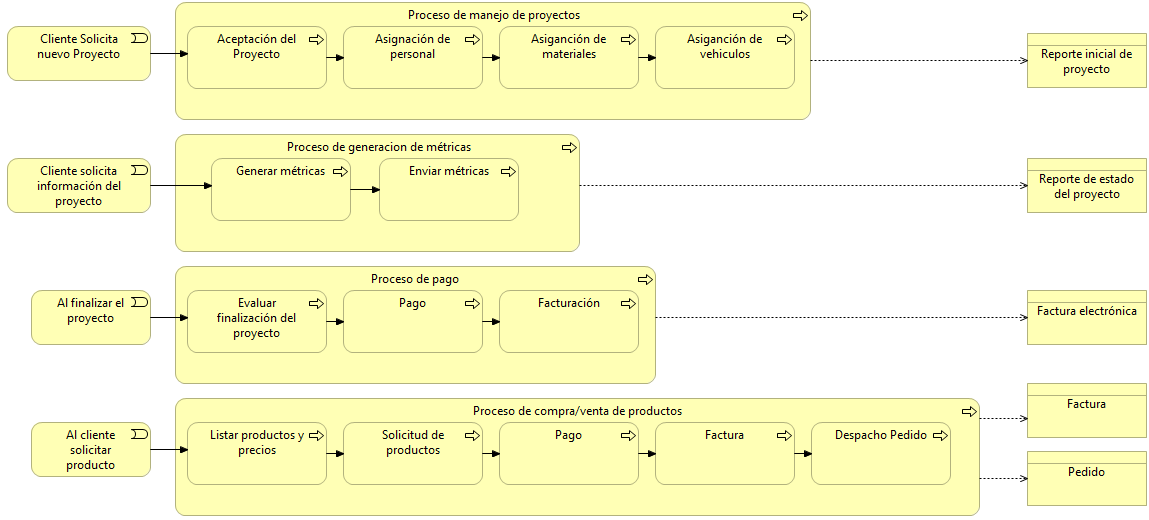 Proceso de manejo de proyectos
Cliente Solicita
nuevo Proyecto
Aceptación del
Proyecto
Asignación de
personal
Asigánción de
materiales
Asigánción de
vehiculos
Reporte inicial de
proyecto
Proceso de generacion de métricas
Cliente solicita
información del
proyecto
Generar métricas
Enviar métricas
Reporte de estado
del proyecto
Proceso de pago
Al finalizar el
proyecto
Evaluar
finalización del
proyecto
Pago
Facturación
Factura electrónica
Proceso de compra/venta de productos
Al cliente
solicitar
producto
Listar productos y
precios
Solicitud de
productos
Pago
Factura
Despacho Pedido
Factura
Pedido